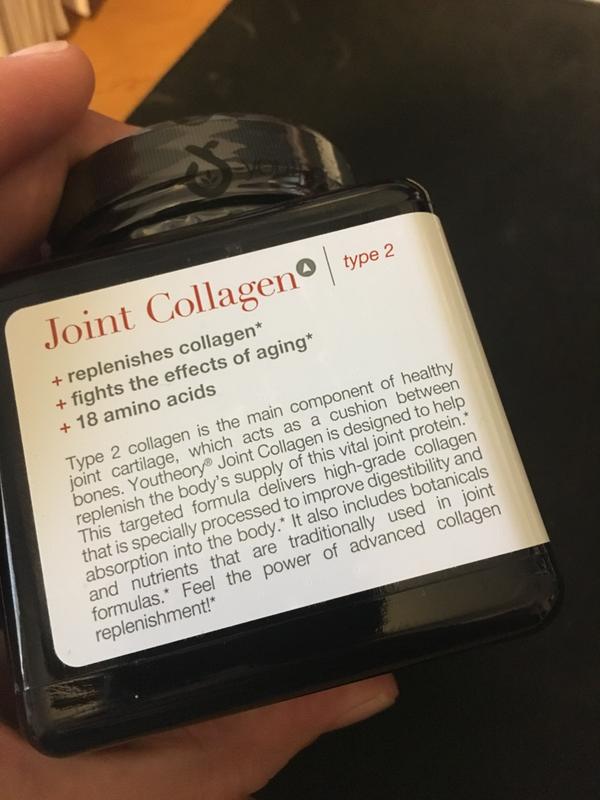 Joint Collagen | type 2
+ replenishes collagen*
+ fights the effects of aging*
+ 18 amino acids
Type 2 collagen is the main component of healthy
joint cartilage, which acts as a cushion between
bones. Youtheory® Joint Collagen is designed to help
replenish the body's supply of this vital joint protein.*
This targeted formula delivers high-grade collagen
that is specially processed to improve digestibility and
absorption into the body.* It also includes botanicals
and nutrients that are traditionally used in joint
formulas.* Feel the power of advanced collagen
replenishment!*